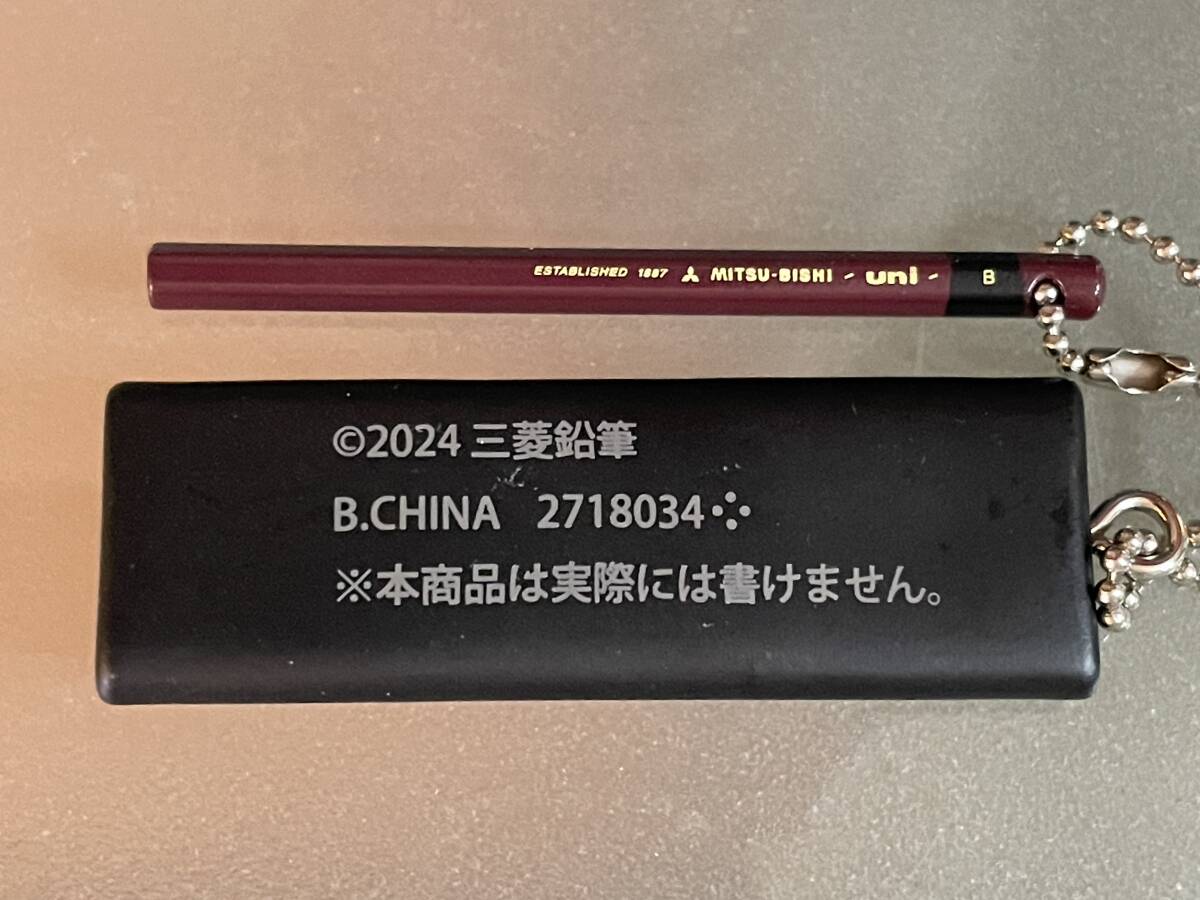 ESTABLISHED 1887 MITSU-BISHI - uni - B
©2024 三菱鉛筆
B.CHINA 2718034
※本商品は実際には書けません。